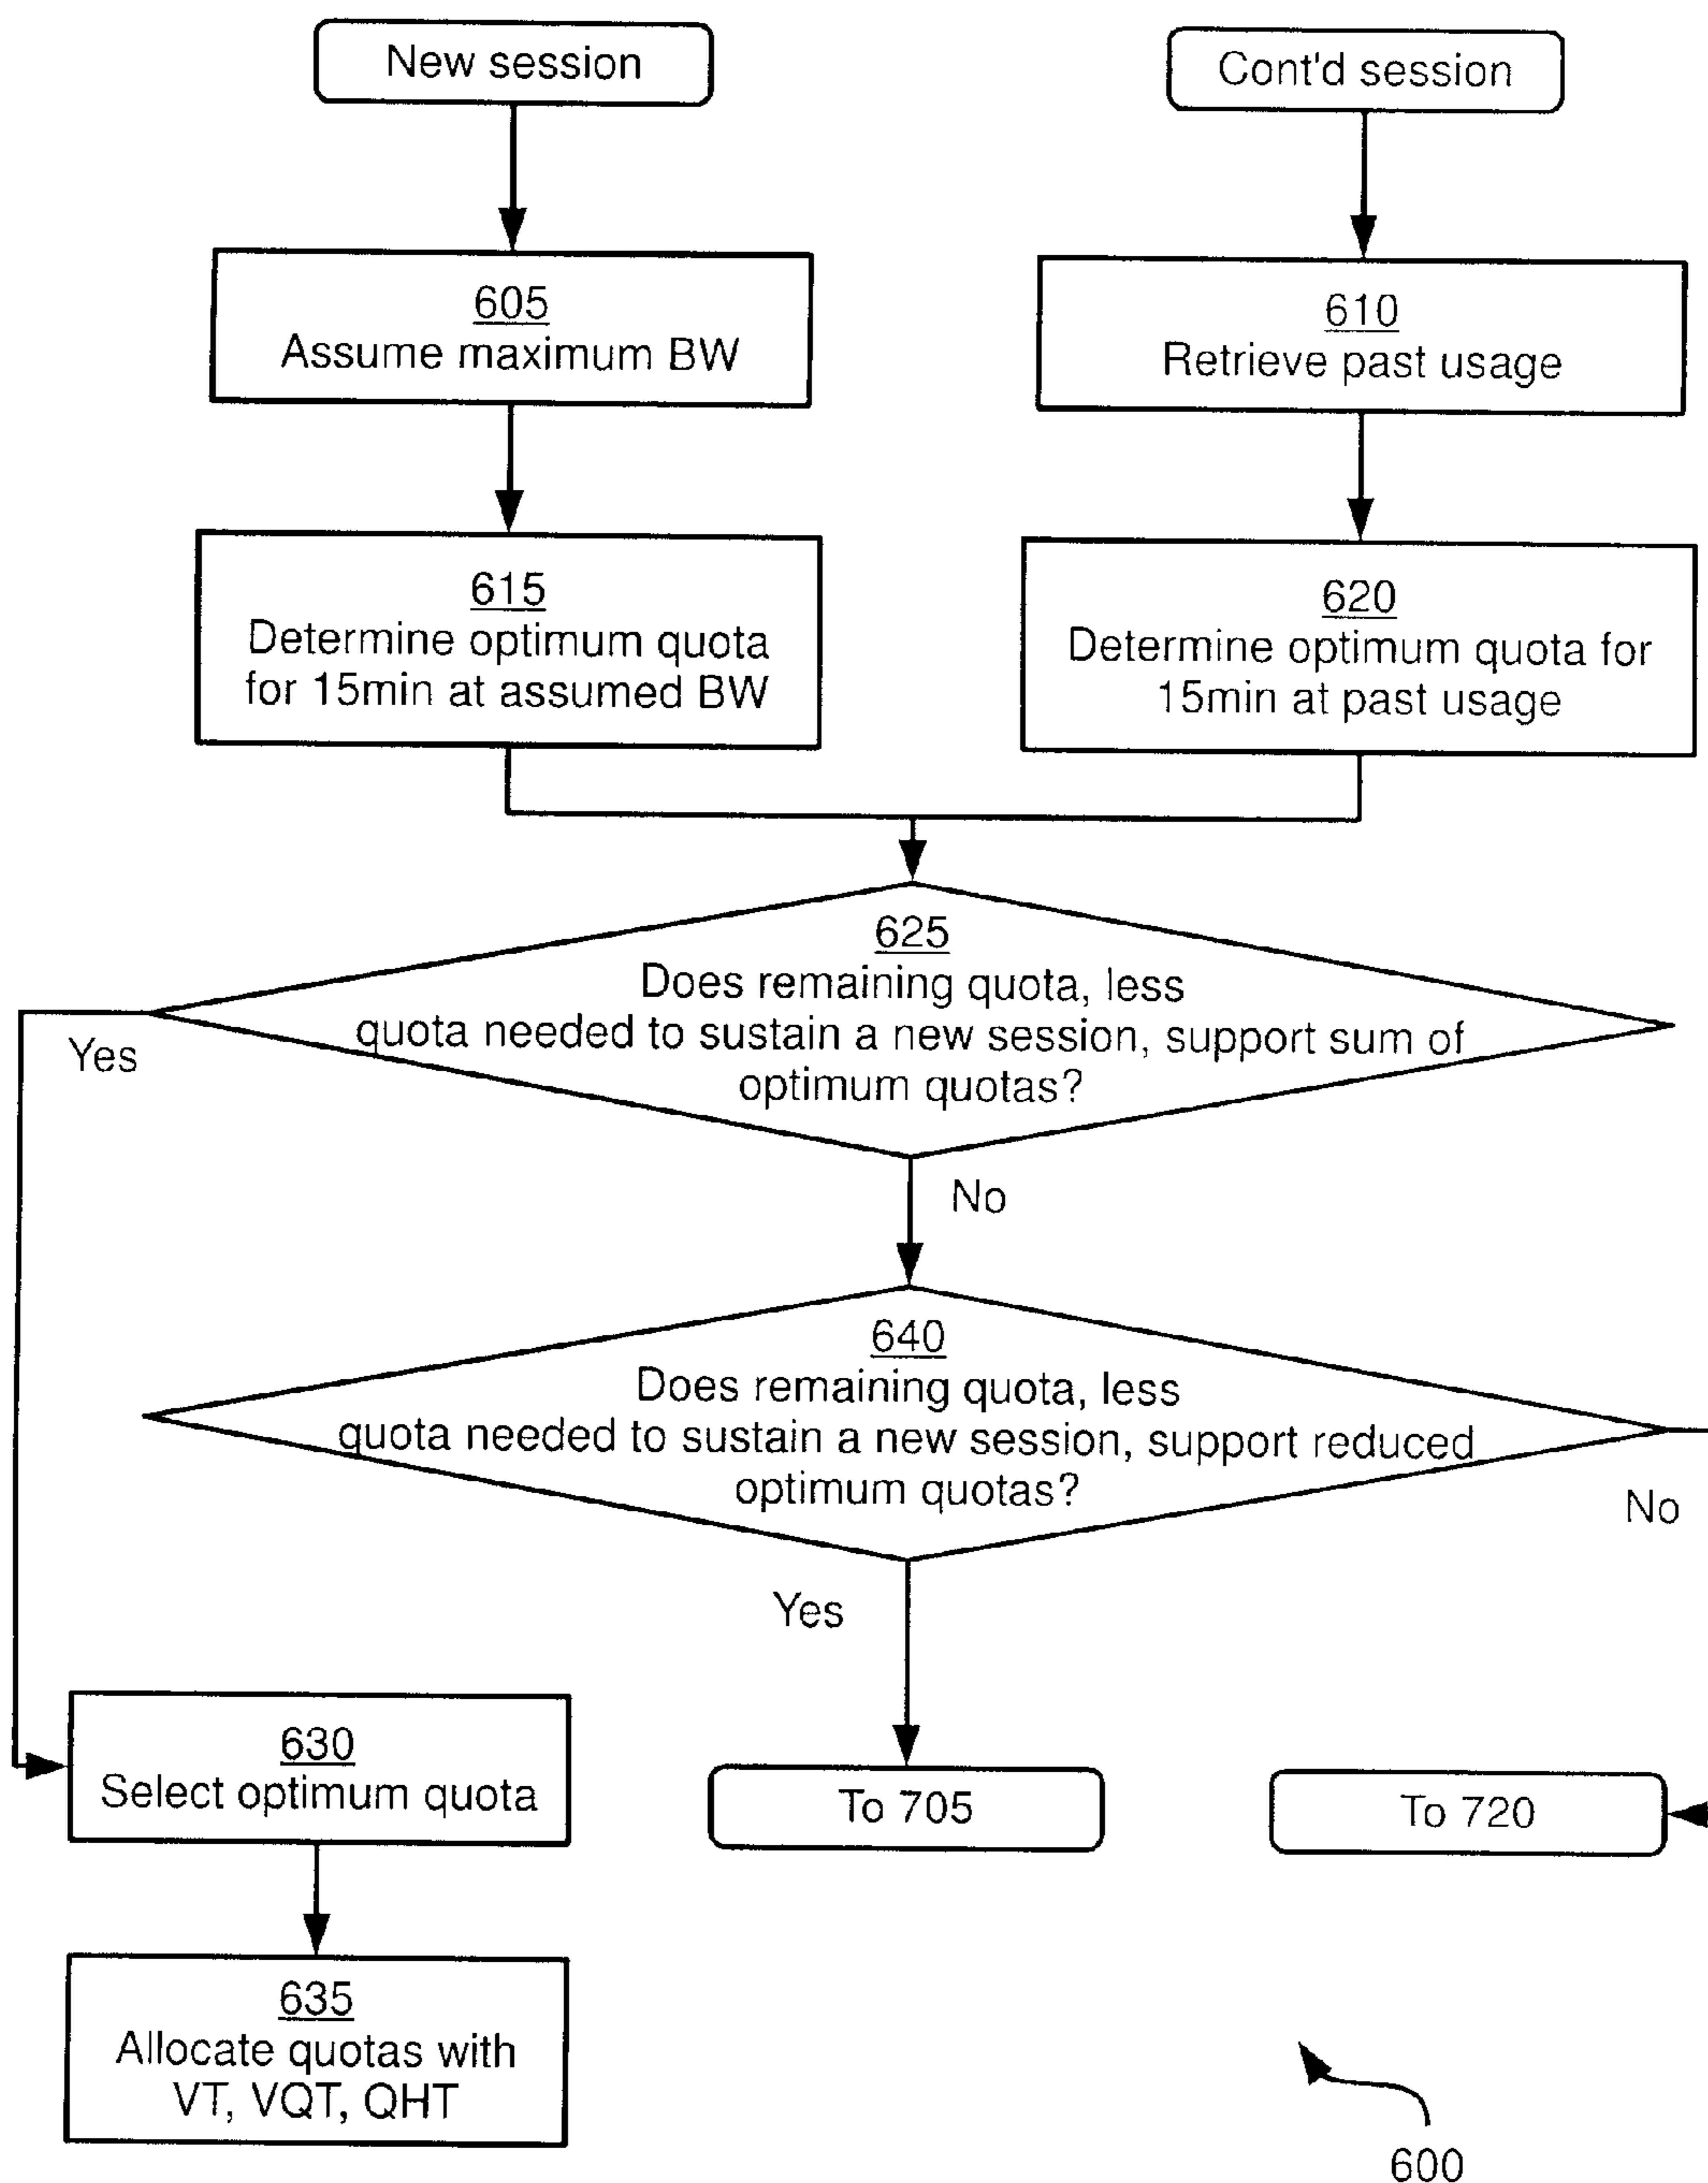 New session
Cont'd session
605
Assume maximum BW
610
Retrieve past usage
615
Determine optimum quota
for 15min at assumed BW
620
Determine optimum quota for
15min at past usage
625
Does remaining quota, less
quota needed to sustain a new session, support sum of
optimum quotas?
Yes
No
640
Does remaining quota, less
quota needed to sustain a new session, support reduced
optimum quotas?
No
Yes
630
Select optimum quota
To 705
To 720
635
Allocate quotas with
VT, VQT, QHT
600